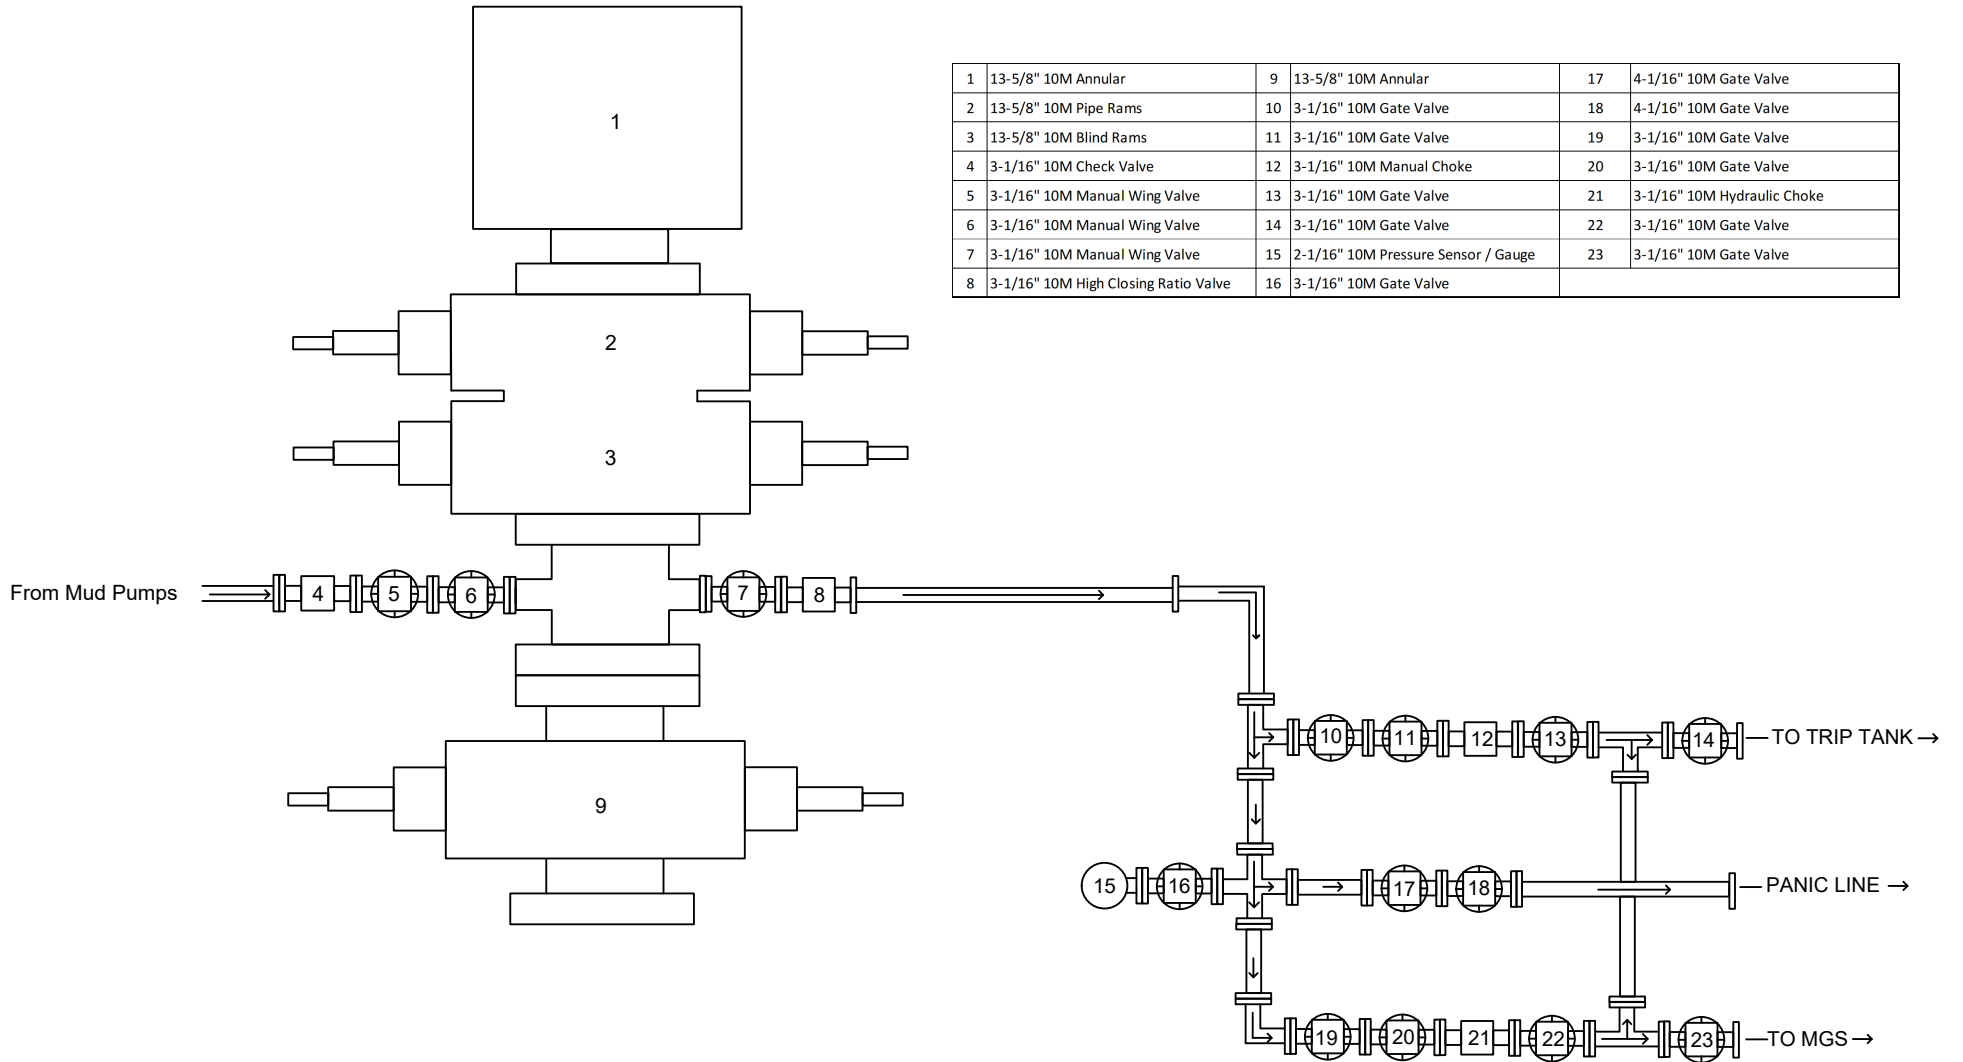 1
1 13-5/8" 10M Annular 9 13-5/8" 10M Annular 17 4-1/16" 10M Gate Valve
2 13-5/8" 10M Pipe Rams 10 3-1/16" 10M Gate Valve 18 4-1/16" 10M Gate Valve
3 13-5/8" 10M Blind Rams 11 3-1/16" 10M Gate Valve 19 3-1/16" 10M Gate Valve
4 3-1/16" 10M Check Valve 12 3-1/16" 10M Manual Choke 20 3-1/16" 10M Gate Valve
5 3-1/16" 10M Manual Wing Valve 13 3-1/16" 10M Gate Valve 21 3-1/16" 10M Hydraulic Choke
6 3-1/16" 10M Manual Wing Valve 14 3-1/16" 10M Gate Valve 22 3-1/16" 10M Gate Valve
7 3-1/16" 10M Manual Wing Valve 15 2-1/16" 10M Pressure Sensor / Gauge 23 3-1/16" 10M Gate Valve
8 3-1/16" 10M High Closing Ratio Valve 16 3-1/16" 10M Gate Valve
2
3
From Mud Pumps 4 5 6 7 8
10 11 12 13 14 TO TRIP TANK
9
15 16 17 18 PANIC LINE
19 20 21 22 23 TO MGS